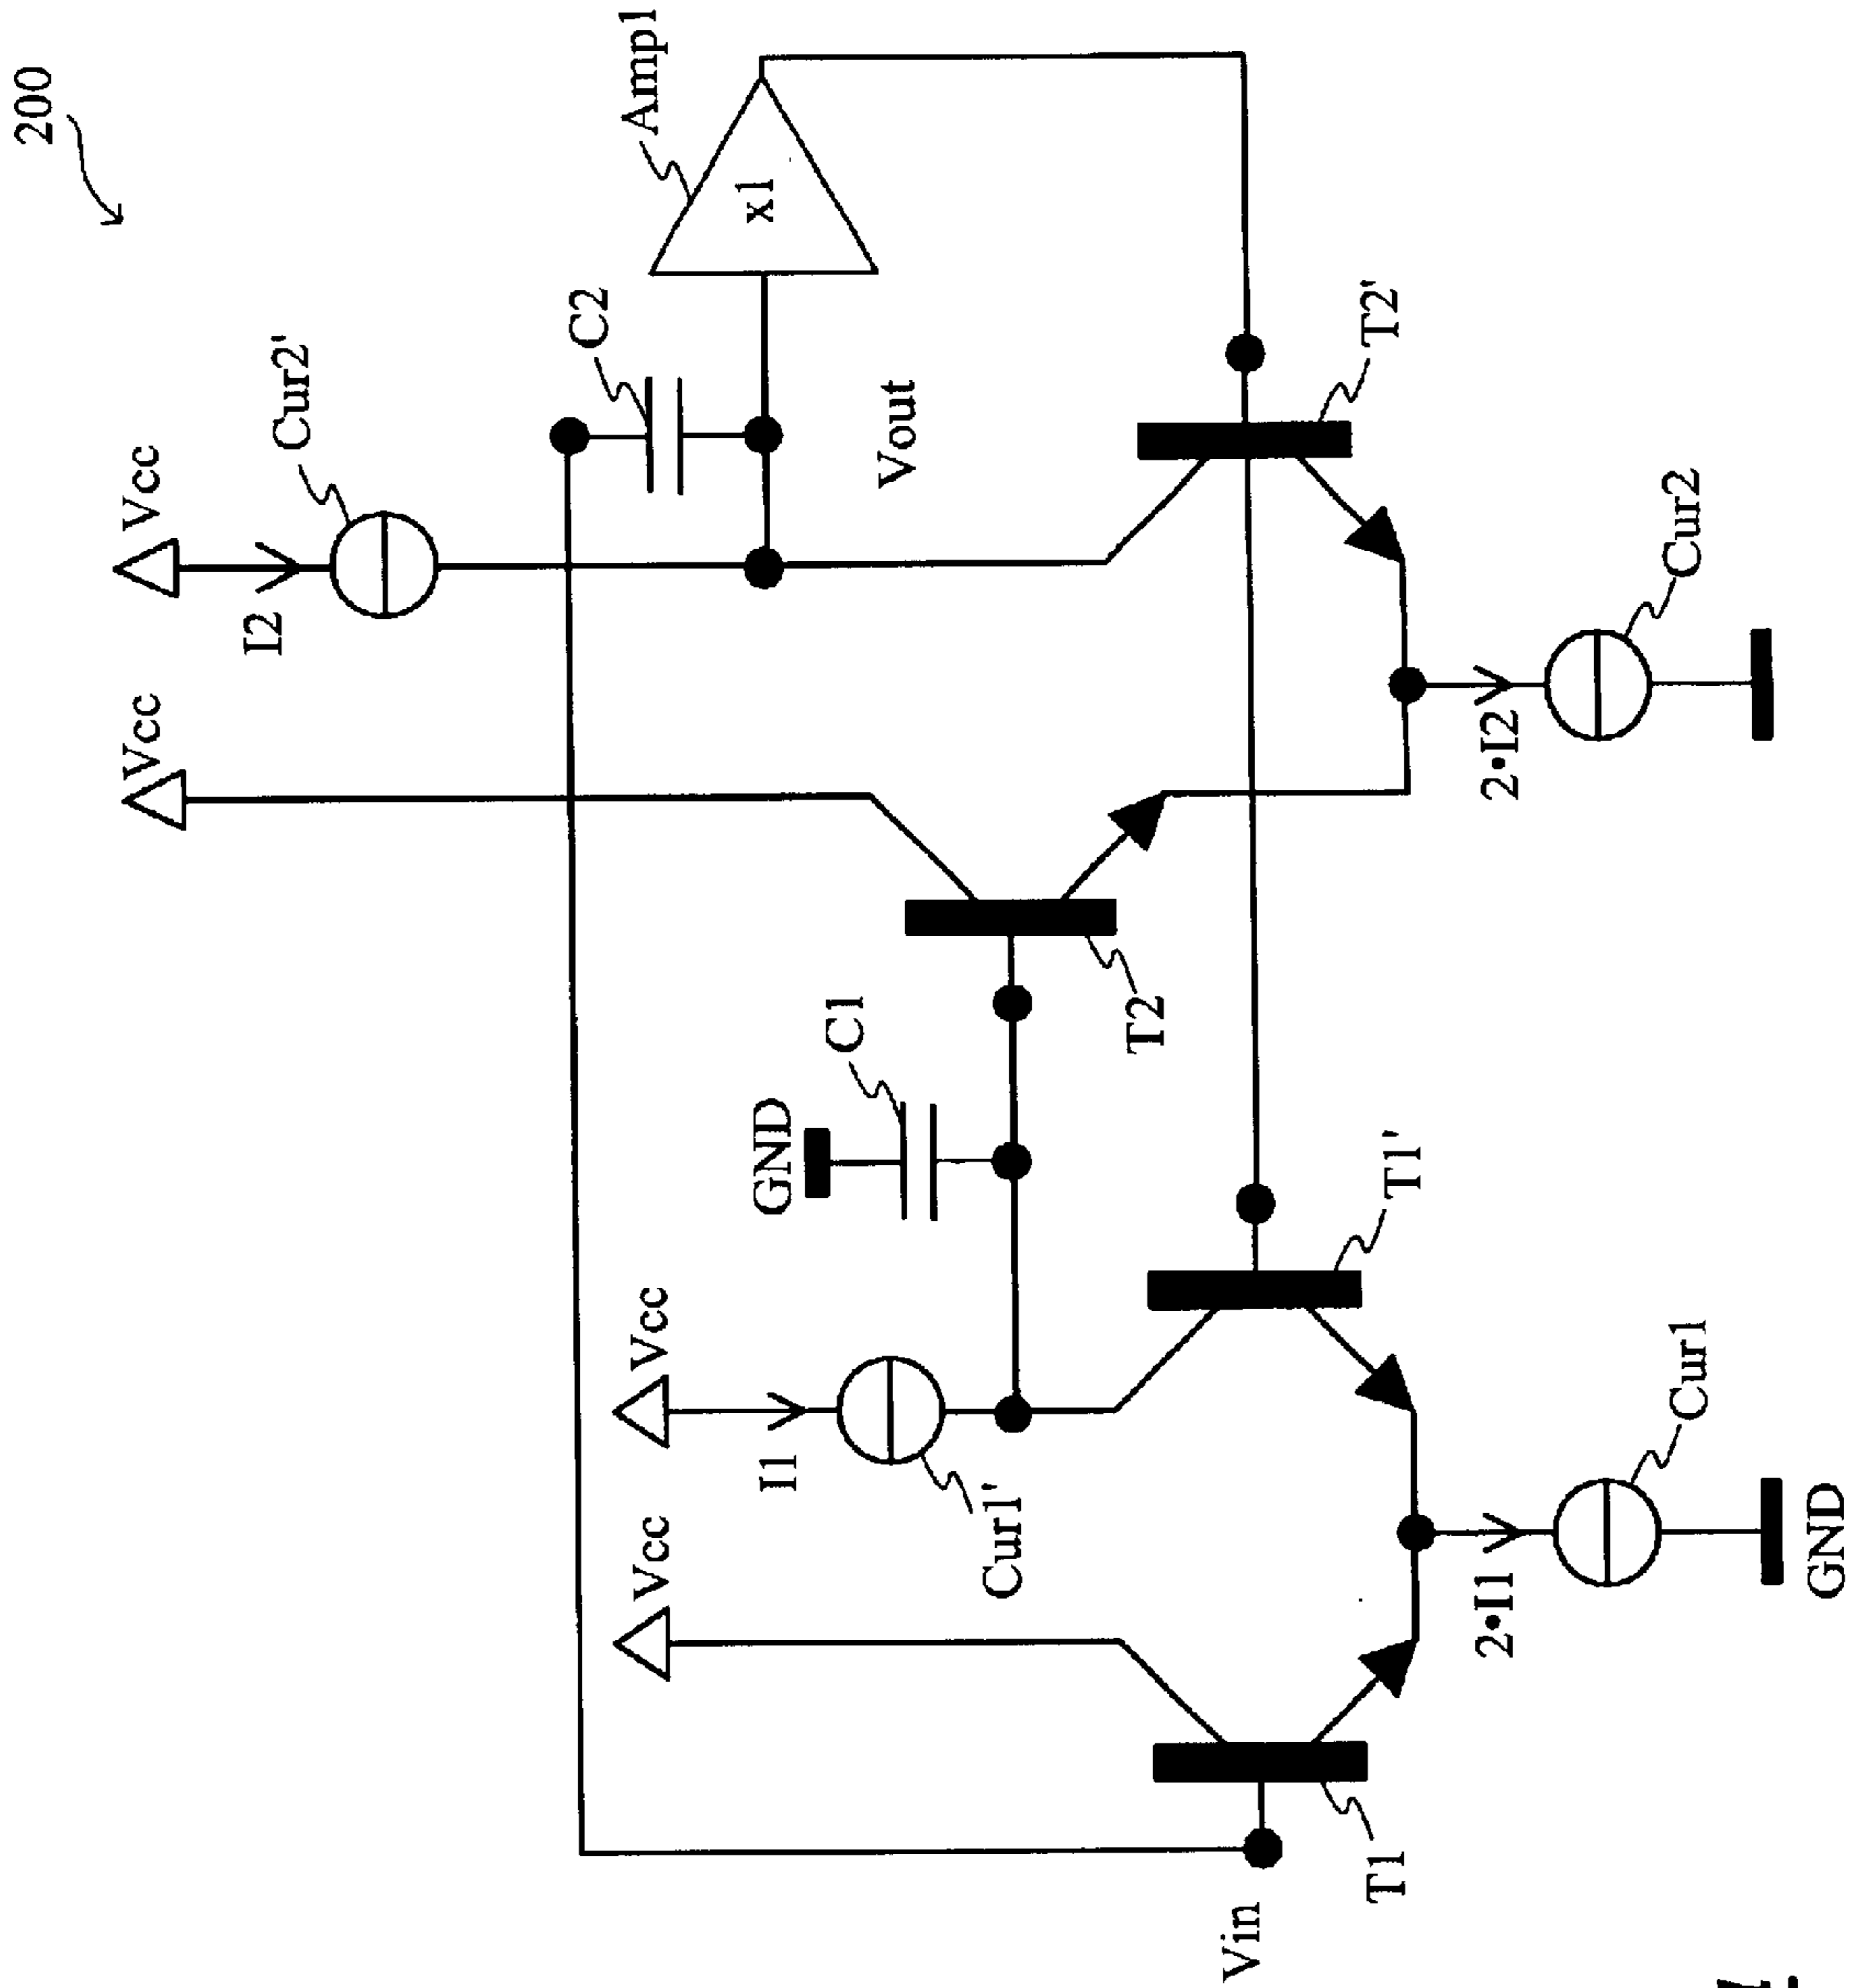 200
Vcc
I2
Cur2'
Vcc
C2
Amp1
x1
Vout
Vcc
Vcc
I1
Cur1'
GND
C1
T2
T2'
Vin
T1
T1'
2•I1
Cur1
GND
2•I2
Cur2